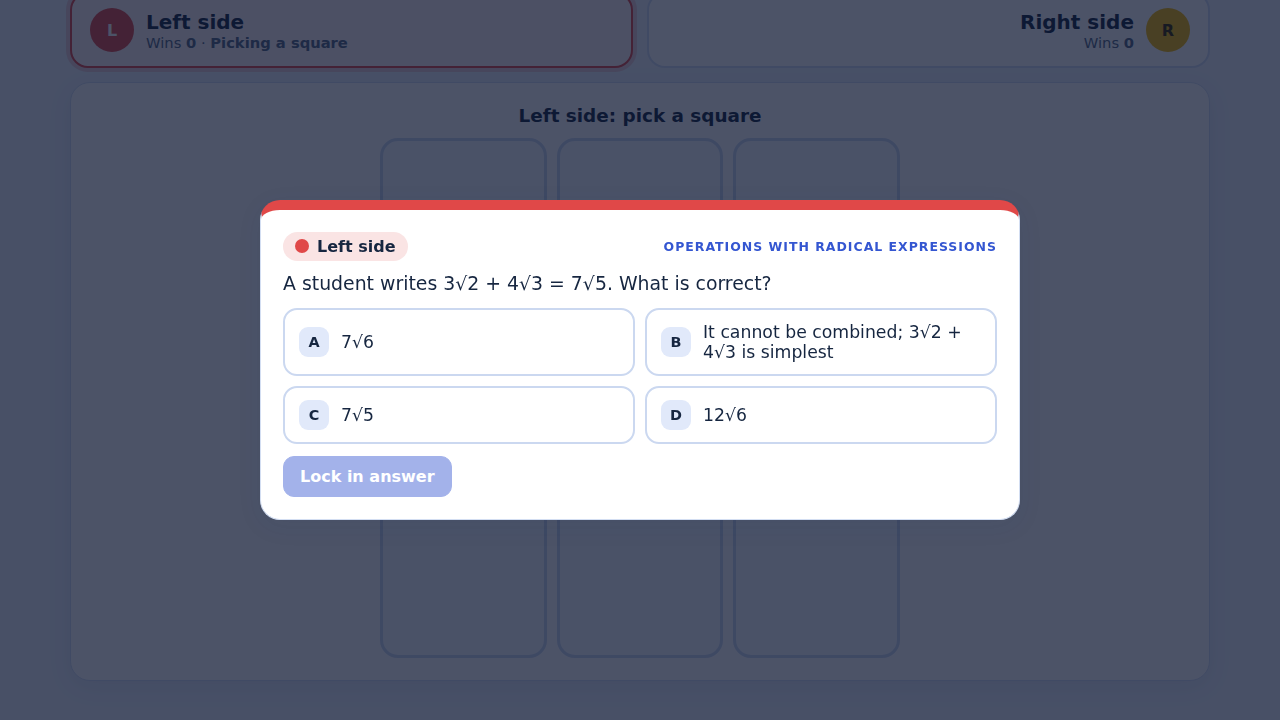 L
Left side
Wins 0 · Picking a square
Right side
Wins 0
R
Left side: pick a square
Left side
OPERATIONS WITH RADICAL EXPRESSIONS
A student writes 3√2 + 4√3 = 7√5. What is correct?
A
7√6
B
It cannot be combined; 3√2 +
4√3 is simplest
C
7√5
D
12√6
Lock in answer